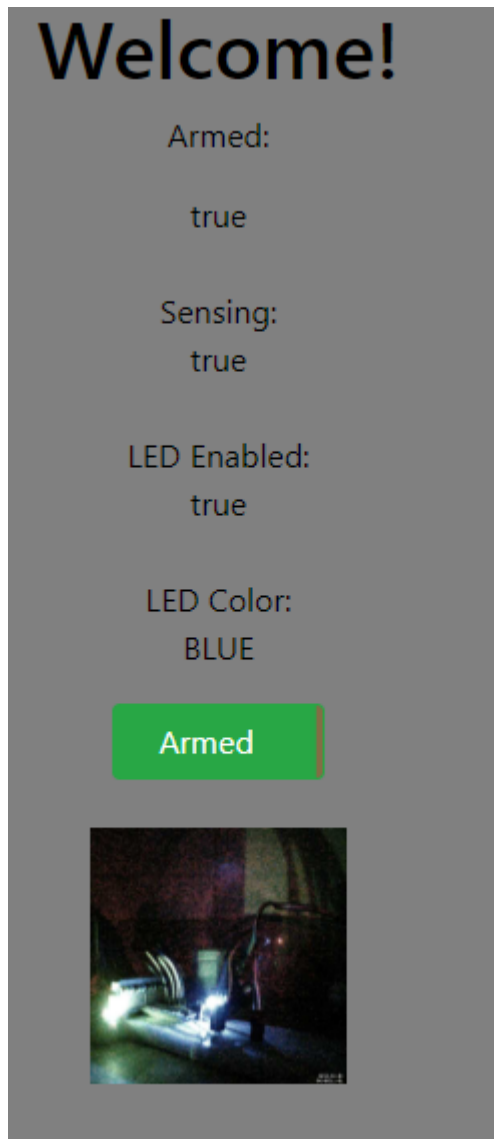 Welcome!
Armed:
true
Sensing:
true
LED Enabled:
true
LED Color:
BLUE
Armed